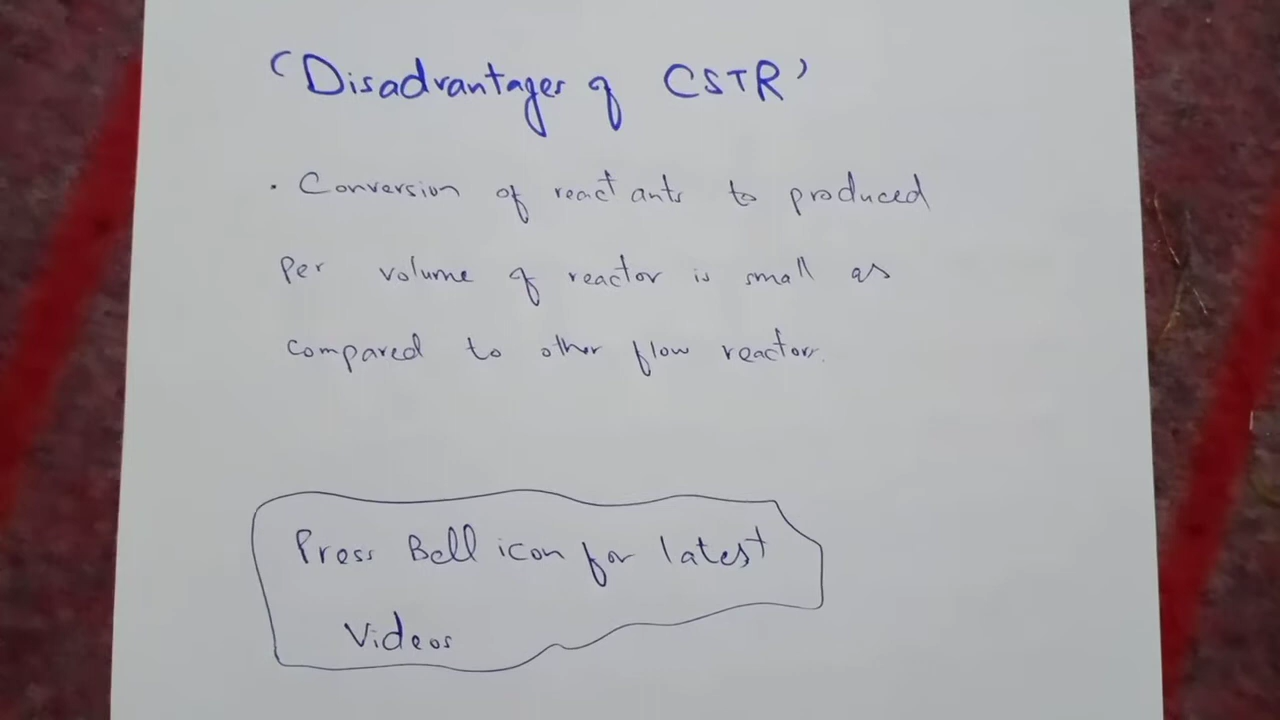 ‘Disadvantages of CSTR’
• Conversion of reactants to produced
Per volume of reactor is small as
compared to other flow reactor.
Press Bell icon for latest
Videos